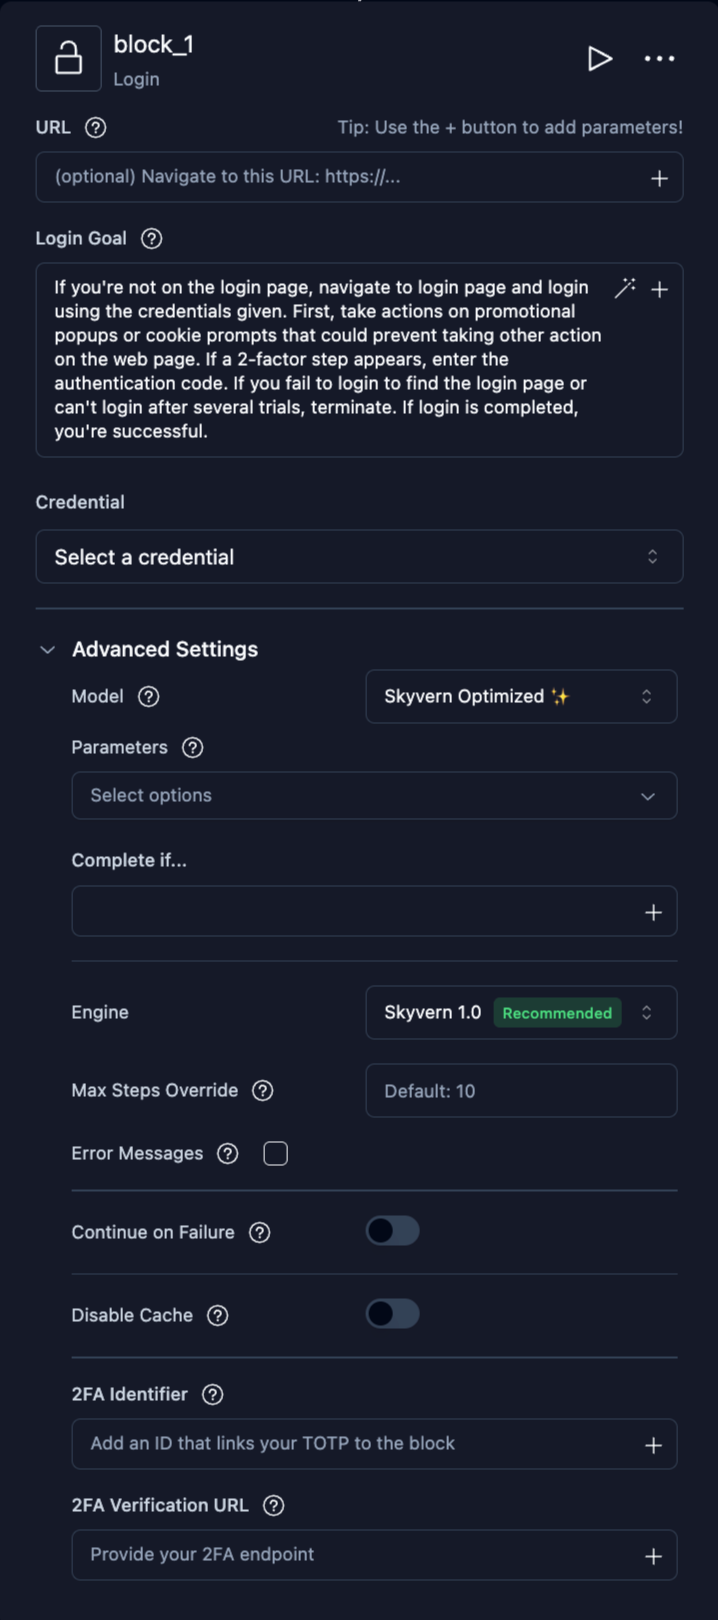 block_1
Login
URL
Tip: Use the + button to add parameters!
(optional) Navigate to this URL: https://...
Login Goal
If you're not on the login page, navigate to login page and login
using the credentials given. First, take actions on promotional
popups or cookie prompts that could prevent taking other action
on the web page. If a 2-factor step appears, enter the
authentication code. If you fail to login to find the login page or
can't login after several trials, terminate. If login is completed,
you're successful.
Credential
Select a credential
Advanced Settings
Model
Skyvern Optimized ✨
Parameters
Select options
Complete if...
Engine
Skyvern 1.0 Recommended
Max Steps Override
Default: 10
Error Messages
Continue on Failure
Disable Cache
2FA Identifier
Add an ID that links your TOTP to the block
2FA Verification URL
Provide your 2FA endpoint